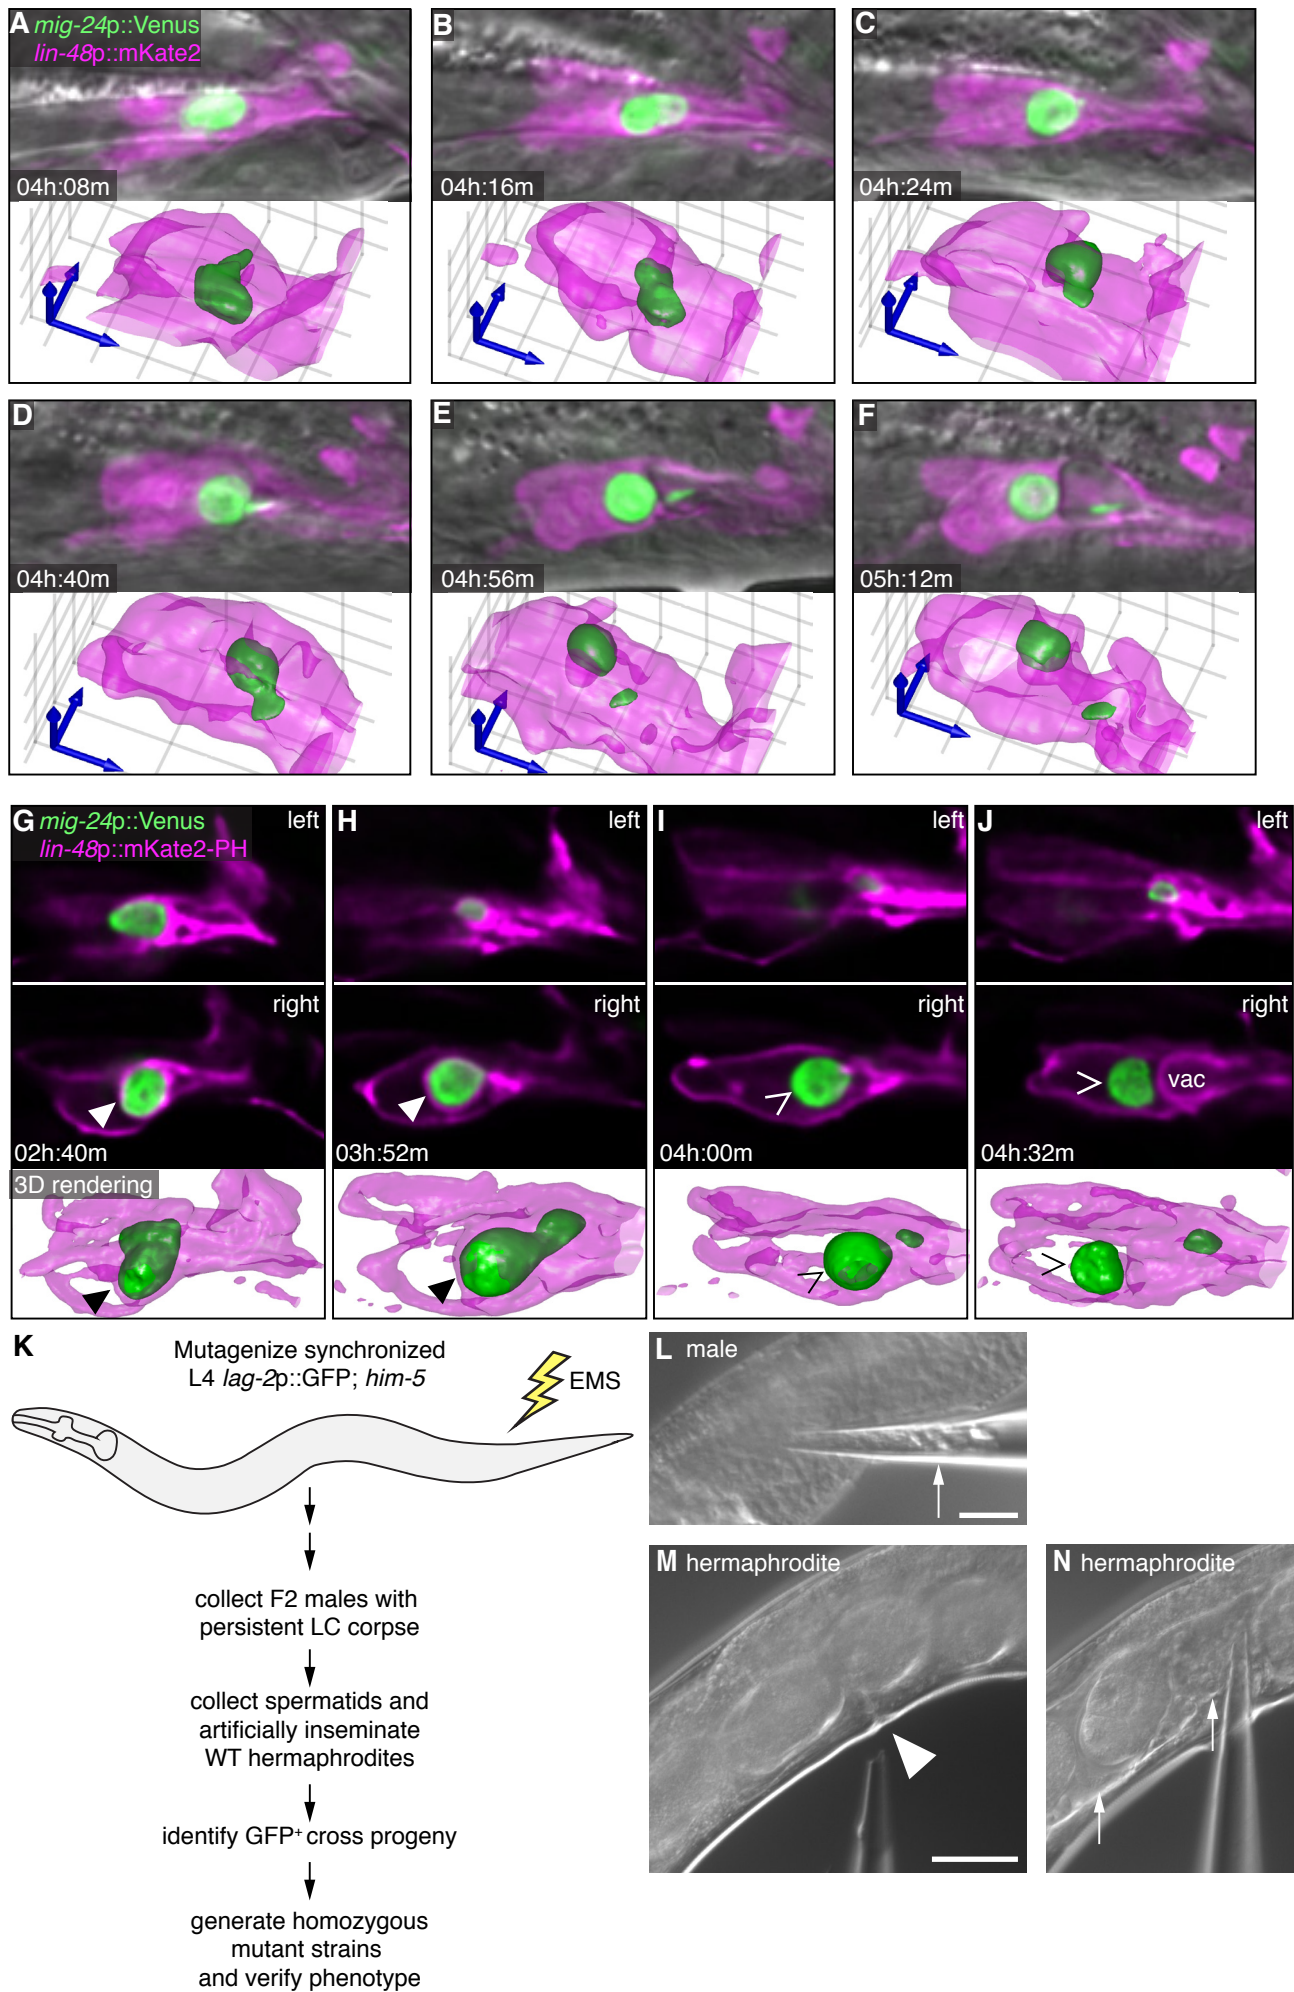 A mig-24p::Venus
lin-48p::mKate2
04h:08m
B
04h:16m
C
04h:24m
D
04h:40m
E
04h:56m
F
05h:12m
G mig-24p::Venus
lin-48p::mKate2-PH
left
right
02h:40m
3D rendering
H
left
right
03h:52m
I
left
right
04h:00m
J
left
right
vac
04h:32m
K
Mutagenize synchronized
L4 lag-2p::GFP; him-5
EMS
collect F2 males with
persistent LC corpse
collect spermatids and
artificially inseminate
WT hermaphrodites
identify GFP+ cross progeny
generate homozygous
mutant strains
and verify phenotype
L male
M hermaphrodite
N hermaphrodite